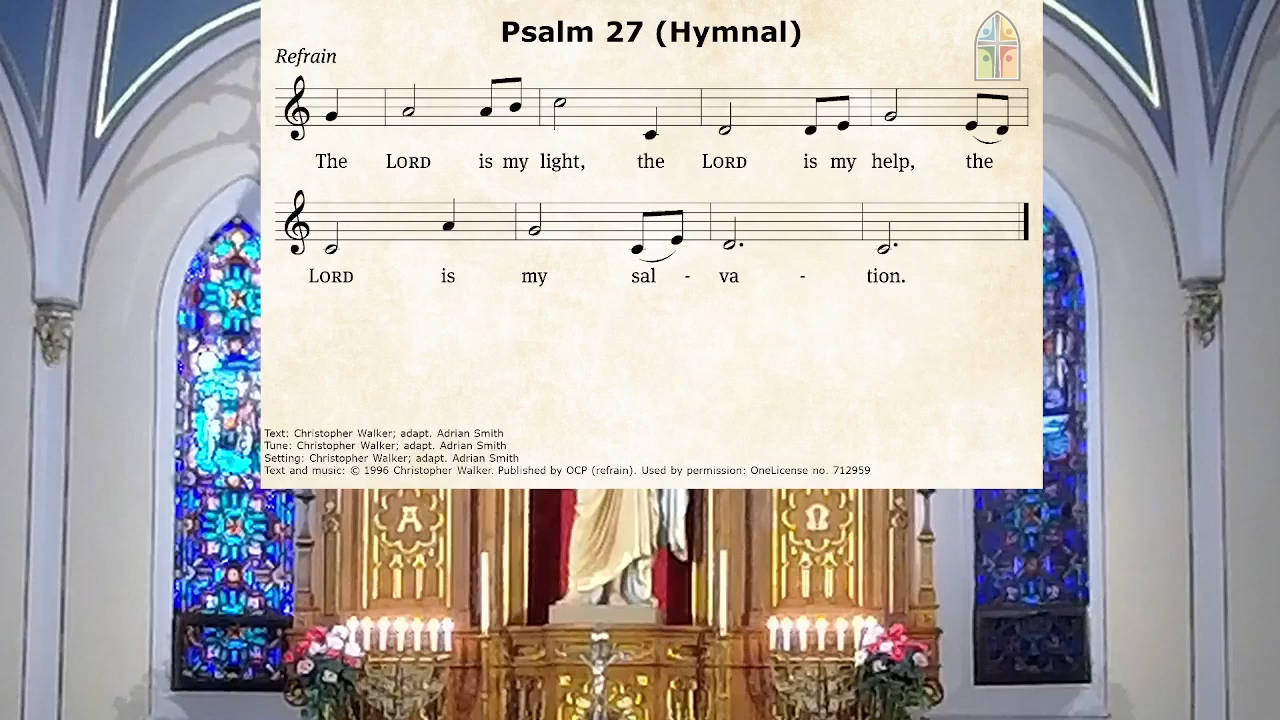 Psalm 27 (Hymnal)
Refrain
The LORD is my light, the LORD is my help, the
LORD is my sal - va - tion.
Text: Christopher Walker; adapt. Adrian Smith
Tune: Christopher Walker; adapt. Adrian Smith
Setting: Christopher Walker; adapt. Adrian Smith
Text and music: © 1996 Christopher Walker. Published by OCP (refrain). Used by permission: OneLicense no. 712959
Α Ω